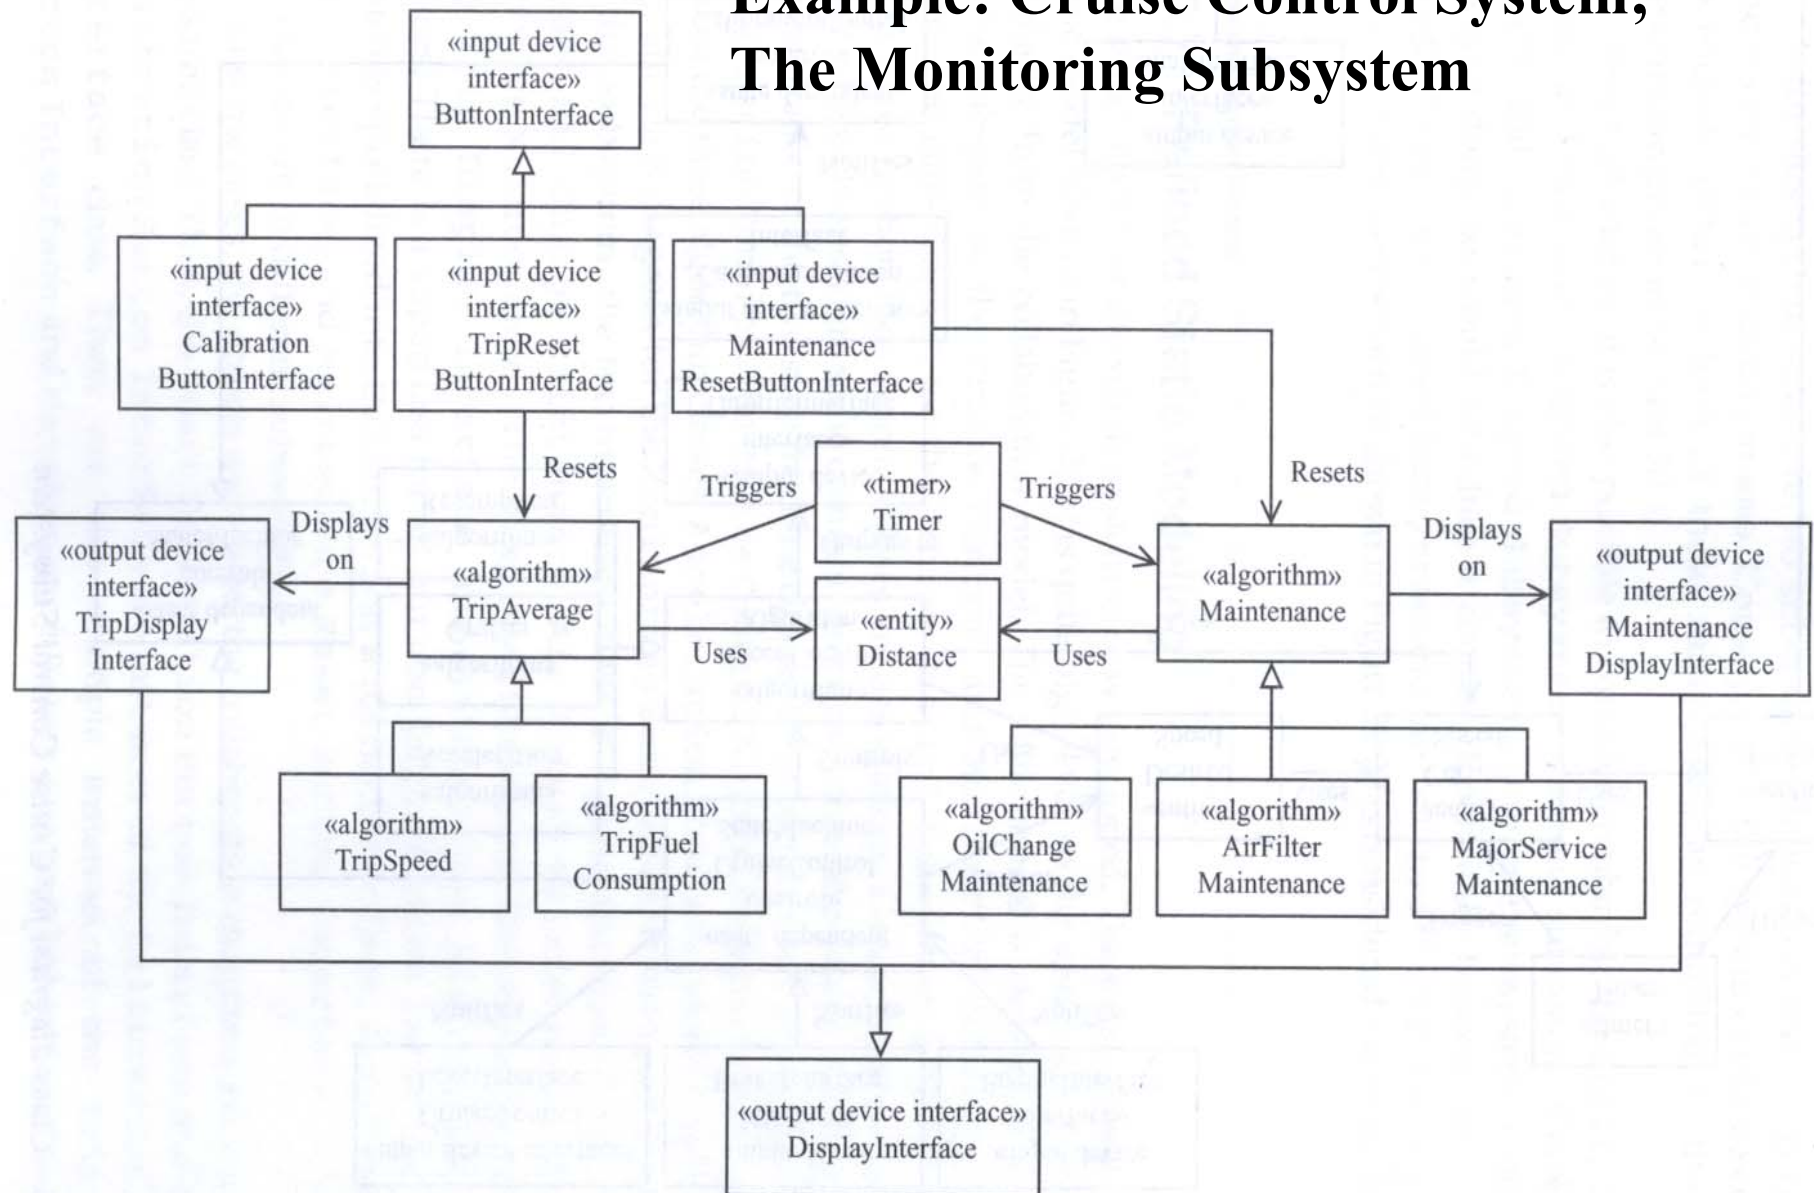 Example: Cruise Control System;
The Monitoring Subsystem
«input device
interface»
ButtonInterface
«input device
interface»
Calibration
ButtonInterface
«input device
interface»
TripReset
ButtonInterface
«input device
interface»
Maintenance
ResetButtonInterface
Resets
Triggers
«timer»
Timer
Triggers
Resets
«output device
interface»
TripDisplay
Interface
Displays
on
«algorithm»
TripAverage
Uses
«entity»
Distance
Uses
«algorithm»
Maintenance
Displays
on
«output device
interface»
Maintenance
DisplayInterface
«algorithm»
TripSpeed
«algorithm»
TripFuel
Consumption
«algorithm»
OilChange
Maintenance
«algorithm»
AirFilter
Maintenance
«algorithm»
MajorService
Maintenance
«output device interface»
DisplayInterface